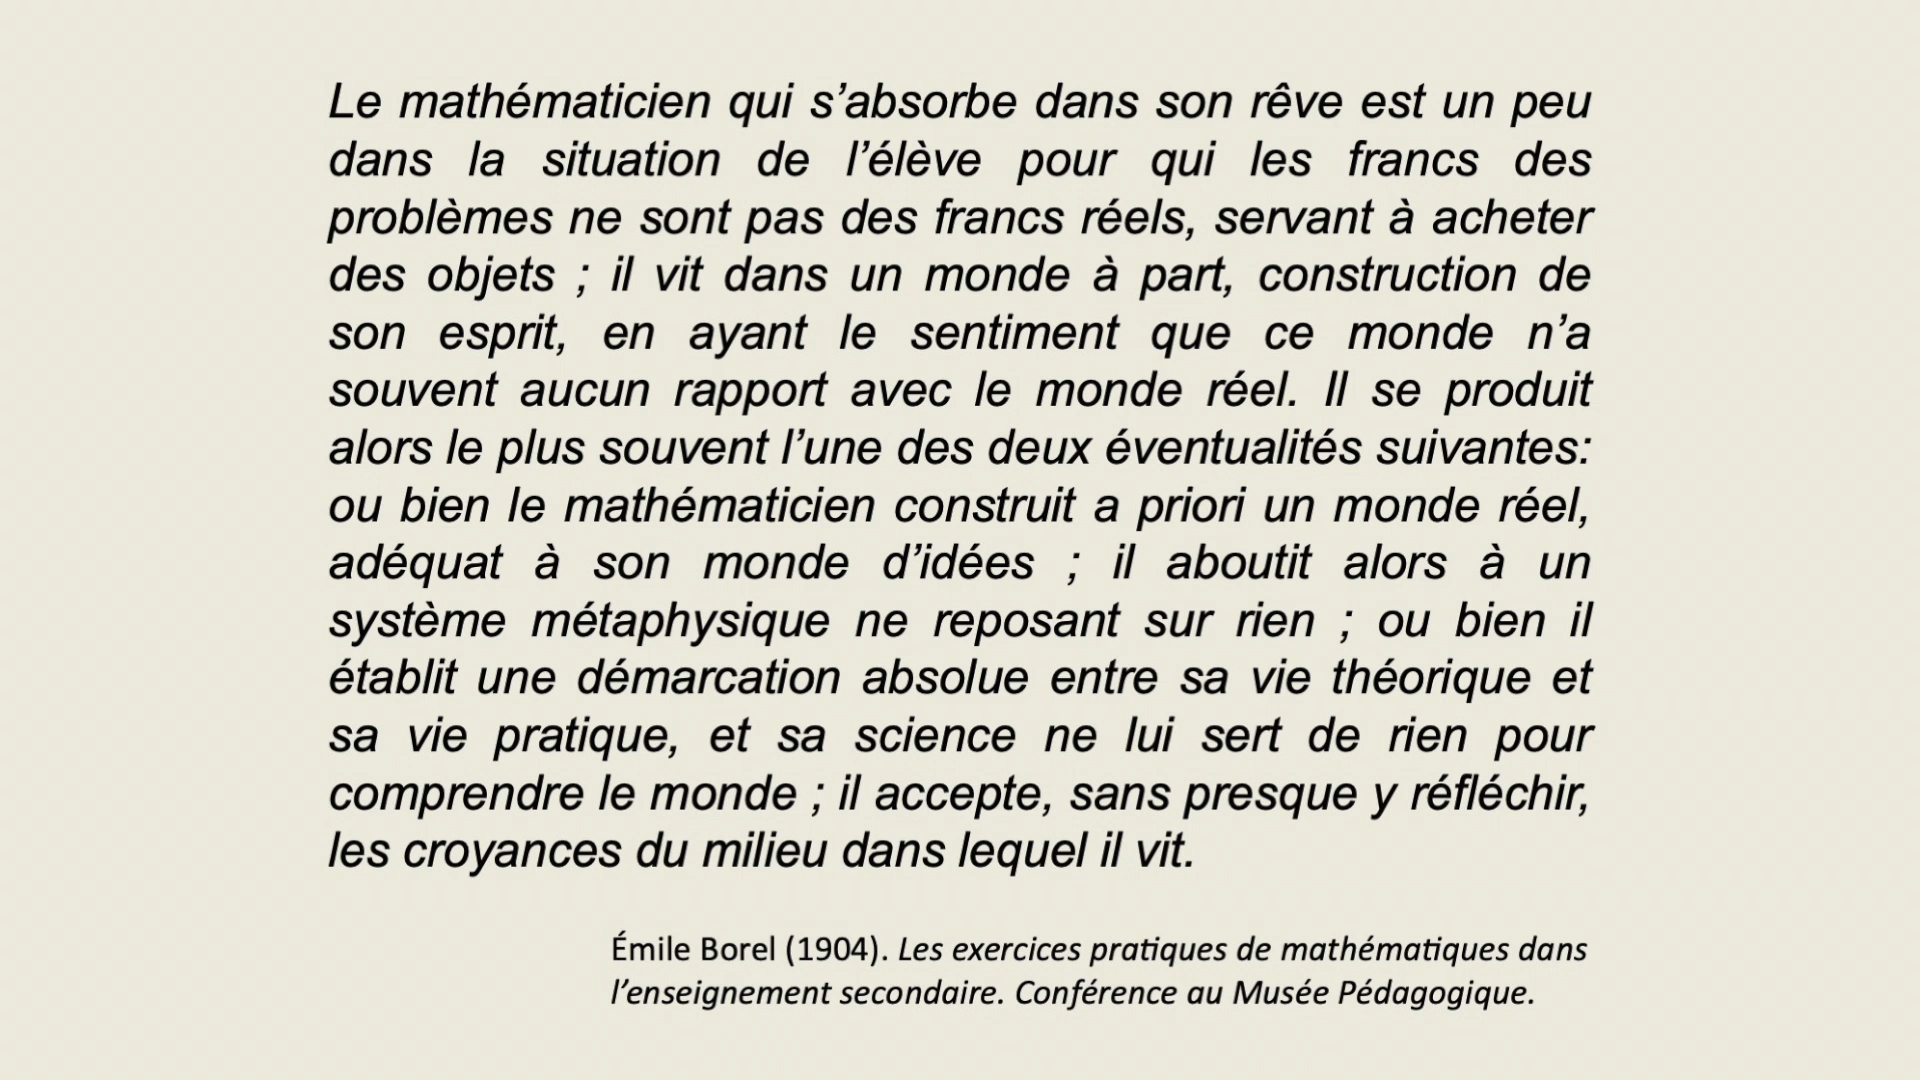 Le mathématicien qui s’absorbe dans son rêve est un peu
dans la situation de l’élève pour qui les francs des
problèmes ne sont pas des francs réels, servant à acheter
des objets ; il vit dans un monde à part, construction de
son esprit, en ayant le sentiment que ce monde n’a
souvent aucun rapport avec le monde réel. Il se produit
alors le plus souvent l’une des deux éventualités suivantes:
ou bien le mathématicien construit a priori un monde réel,
adéquat à son monde d’idées ; il aboutit alors à un
système métaphysique ne reposant sur rien ; ou bien il
établit une démarcation absolue entre sa vie théorique et
sa vie pratique, et sa science ne lui sert de rien pour
comprendre le monde ; il accepte, sans presque y réfléchir,
les croyances du milieu dans lequel il vit.
Émile Borel (1904). Les exercices pratiques de mathématiques dans
l’enseignement secondaire. Conférence au Musée Pédagogique.